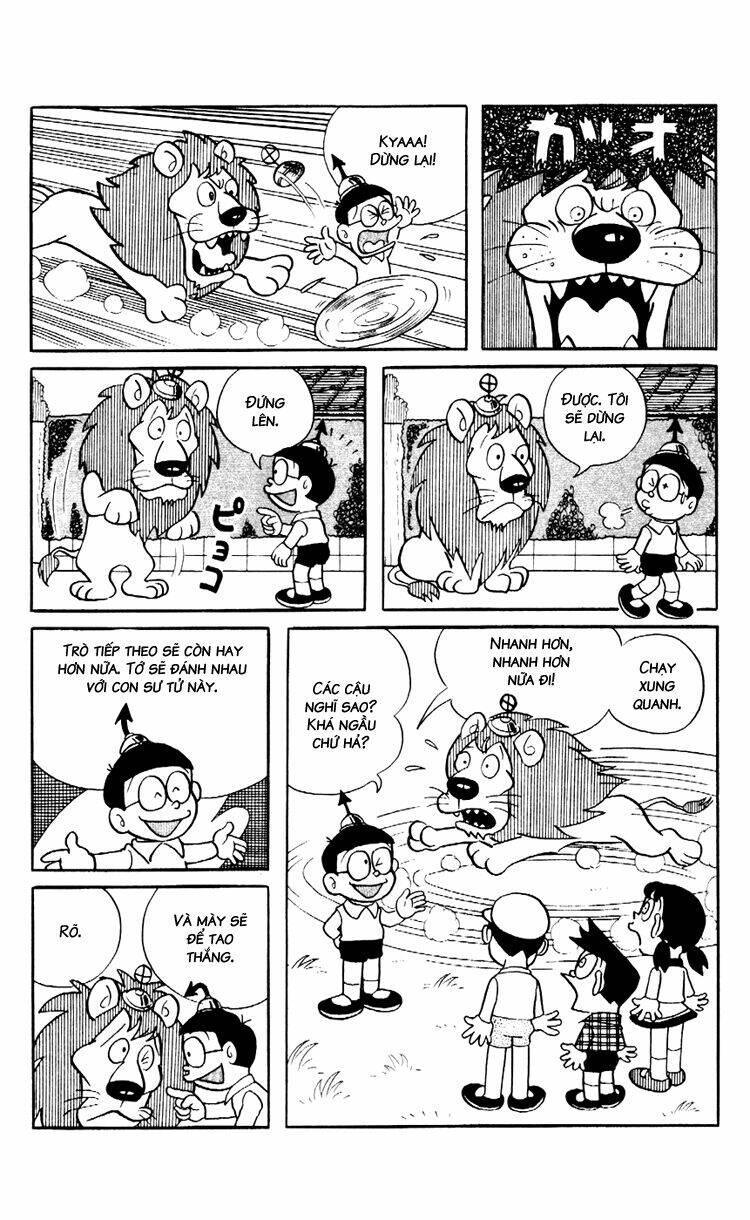 ガオ
KYAAA!
DỪNG LẠI!
ĐƯỢC. TÔI
SẼ DỪNG
LẠI.
ĐỨNG
LÊN.
ピョコ
CHẠY
XUNG
QUANH.
NHANH HƠN,
NHANH HƠN
NỮA ĐI!
CÁC CẬU
NGHĨ SAO?
KHÁ NGẦU
CHỨ HẢ?
TRÒ TIẾP THEO SẼ CÒN HAY
HƠN NỮA. TỚ SẼ ĐÁNH NHAU
VỚI CON SƯ TỬ NÀY.
VÀ MÀY SẼ
ĐỂ TAO
THẮNG.
RÕ.